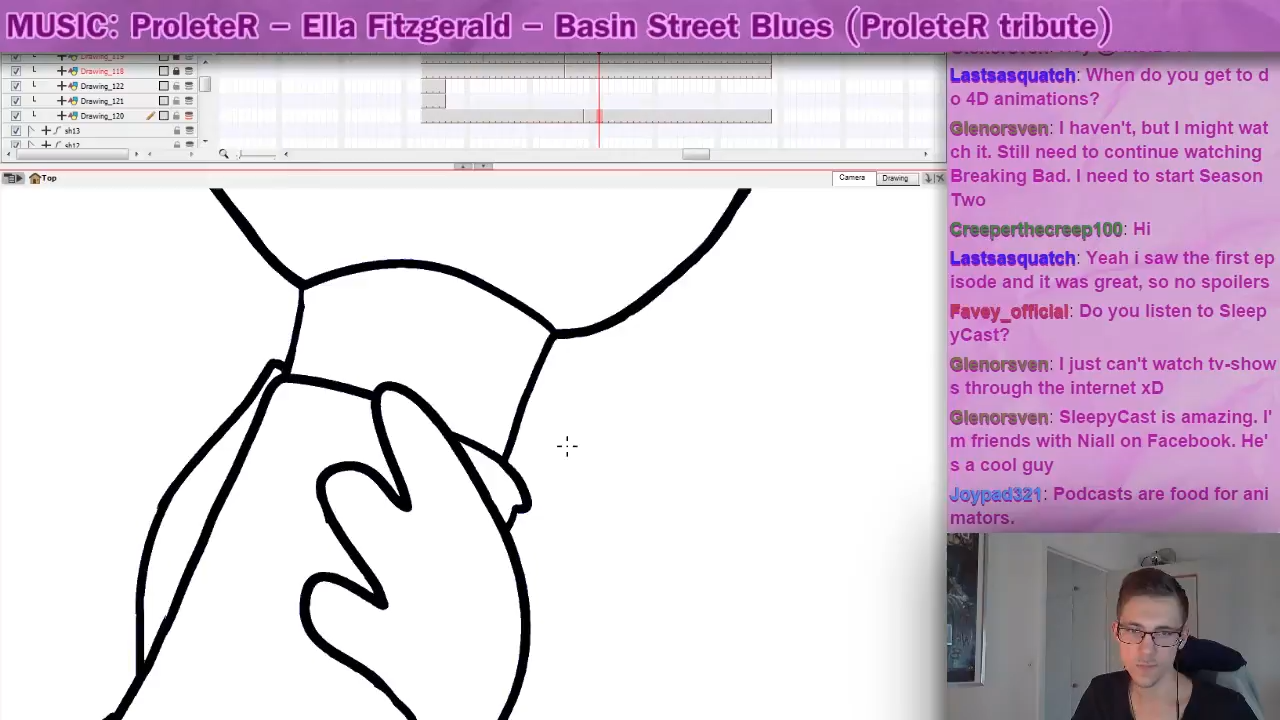 MUSIC: ProleteR – Ella Fitzgerald – Basin Street Blues (ProleteR tribute)
Drawing_118
Drawing_122
Drawing_121
Drawing_120
sh13
Top
Camera
Drawing
Lastsasquatch: When do you get to d
o 4D animations?
Glenorsven: I haven't, but I might wat
ch it. Still need to continue watching
Breaking Bad. I need to start Season
Two
Creeperthecreep100: Hi
Lastsasquatch: Yeah i saw the first ep
isode and it was great, so no spoilers
Favey_official: Do you listen to Sleep
yCast?
Glenorsven: I just can't watch tv-show
s through the internet xD
Glenorsven: SleepyCast is amazing. I'
m friends with Niall on Facebook. He'
s a cool guy
Joypad321: Podcasts are food for ani
mators.